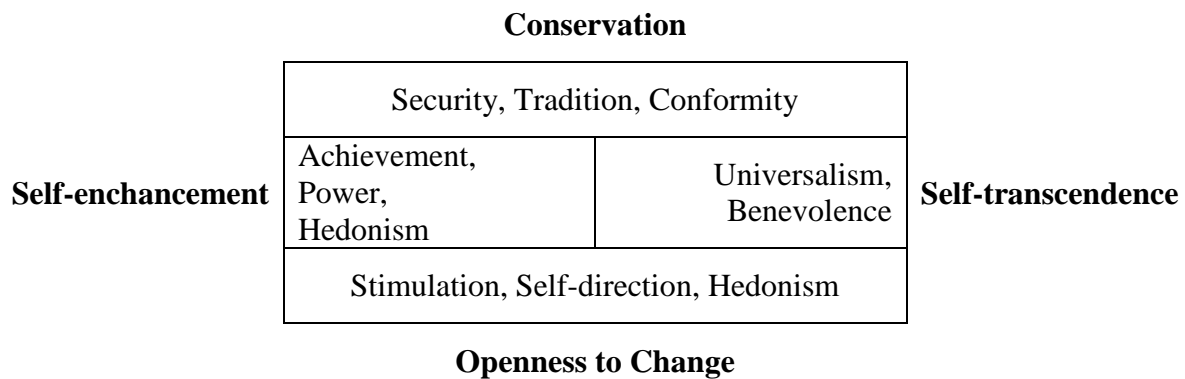 Conservation
Security, Tradition, Conformity
Self-enchancement
Achievement,
Power,
Hedonism
Universalism,
Benevolence
Self-transcendence
Stimulation, Self-direction, Hedonism
Openness to Change